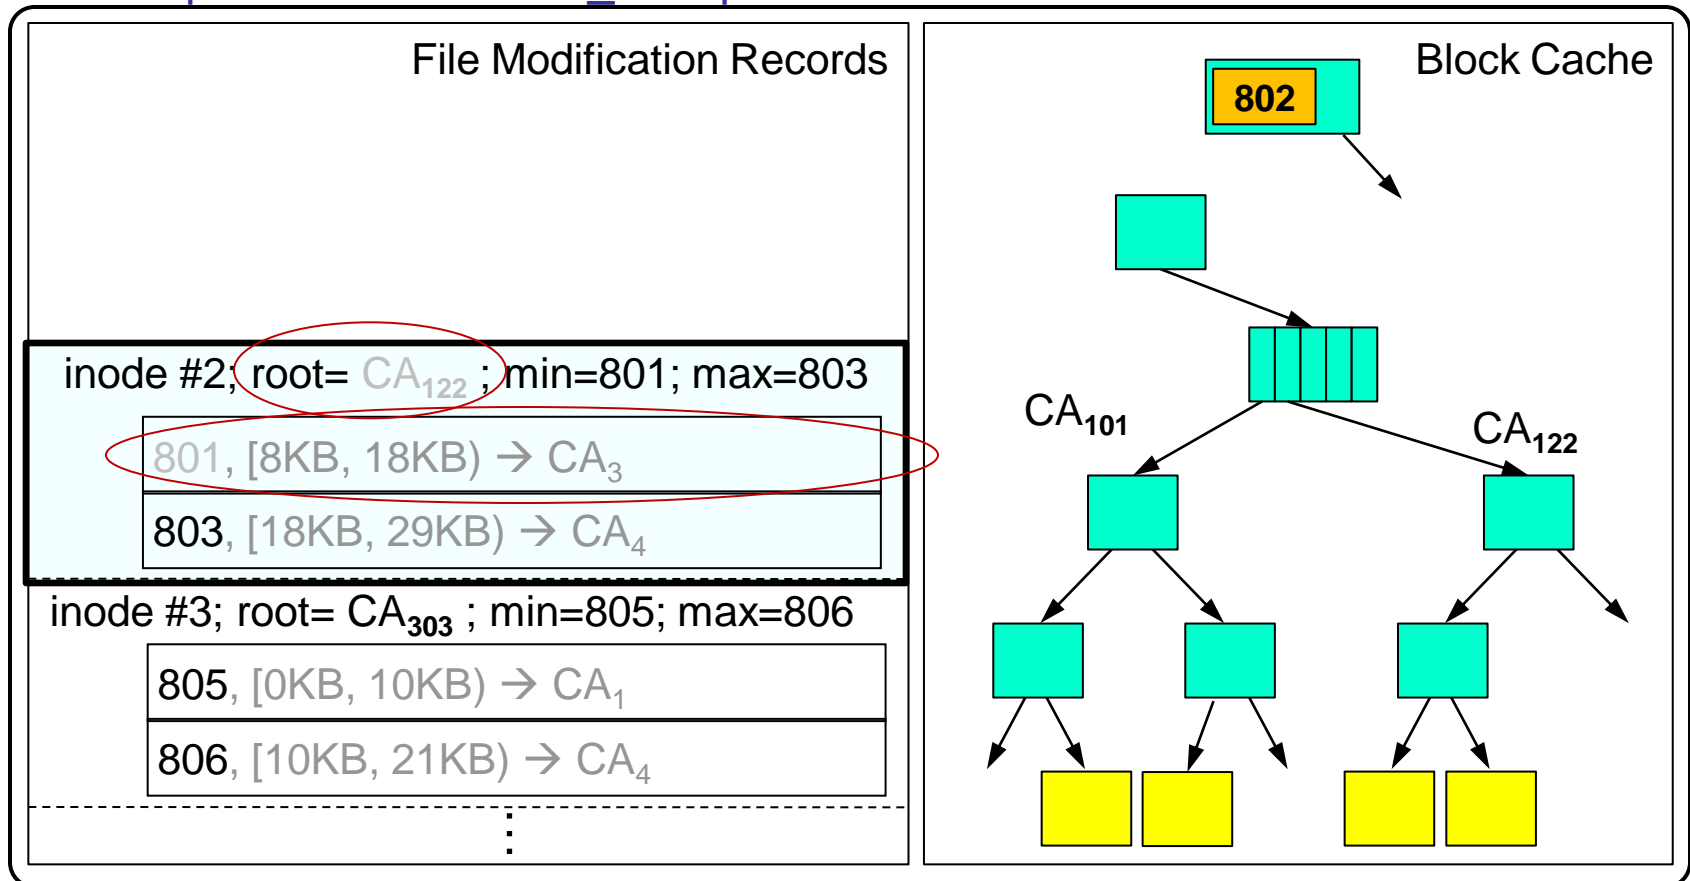 File Modification Records
inode #2; root= CA122 ; min=801; max=803
801, [8KB, 18KB) → CA3
803, [18KB, 29KB) → CA4
inode #3; root= CA303 ; min=805; max=806
805, [0KB, 10KB) → CA1
806, [10KB, 21KB) → CA4
⋮
Block Cache
802
CA101
CA122